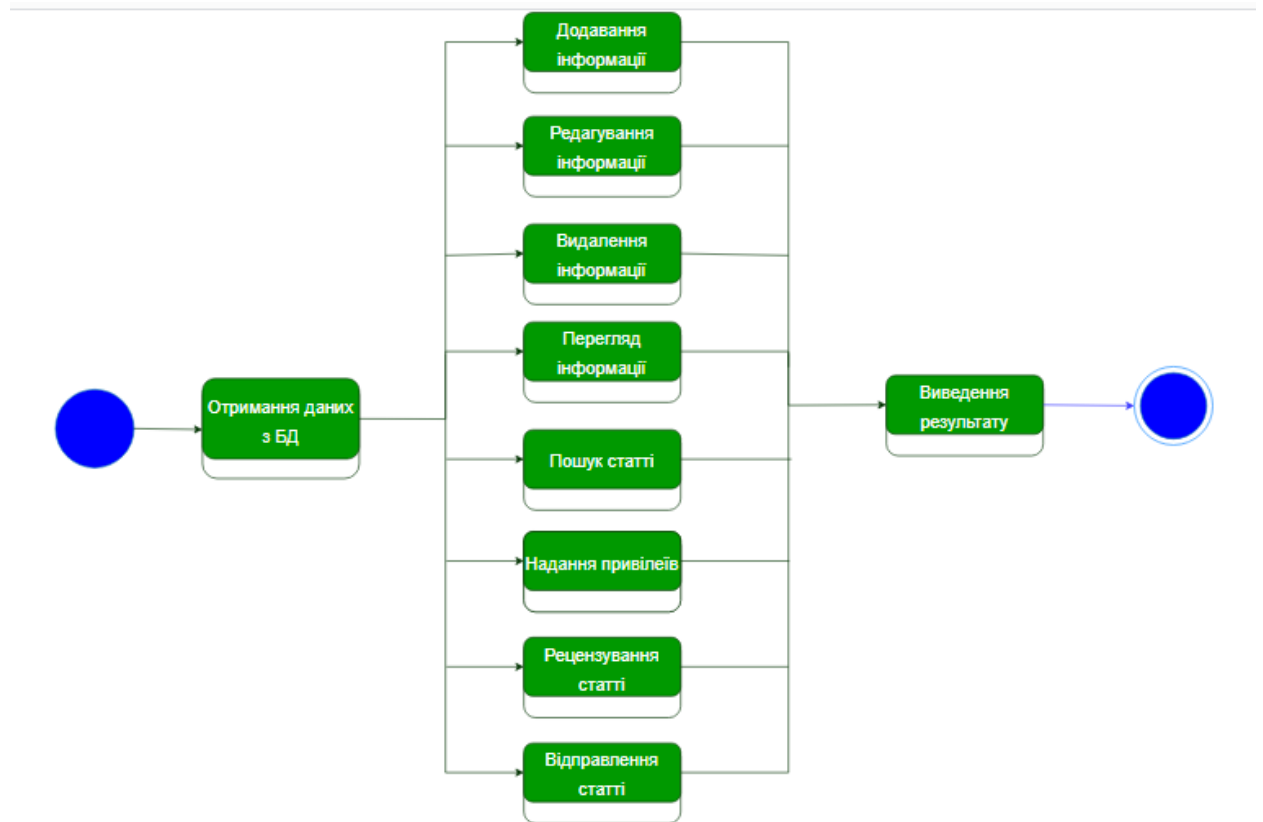 Додавання
інформації
Редагування
інформації
Видалення
інформації
Перегляд
інформації
Отримання даних
з БД
Виведення
результату
Пошук статті
Надання привілеїв
Рецензування
статті
Відправлення
статті